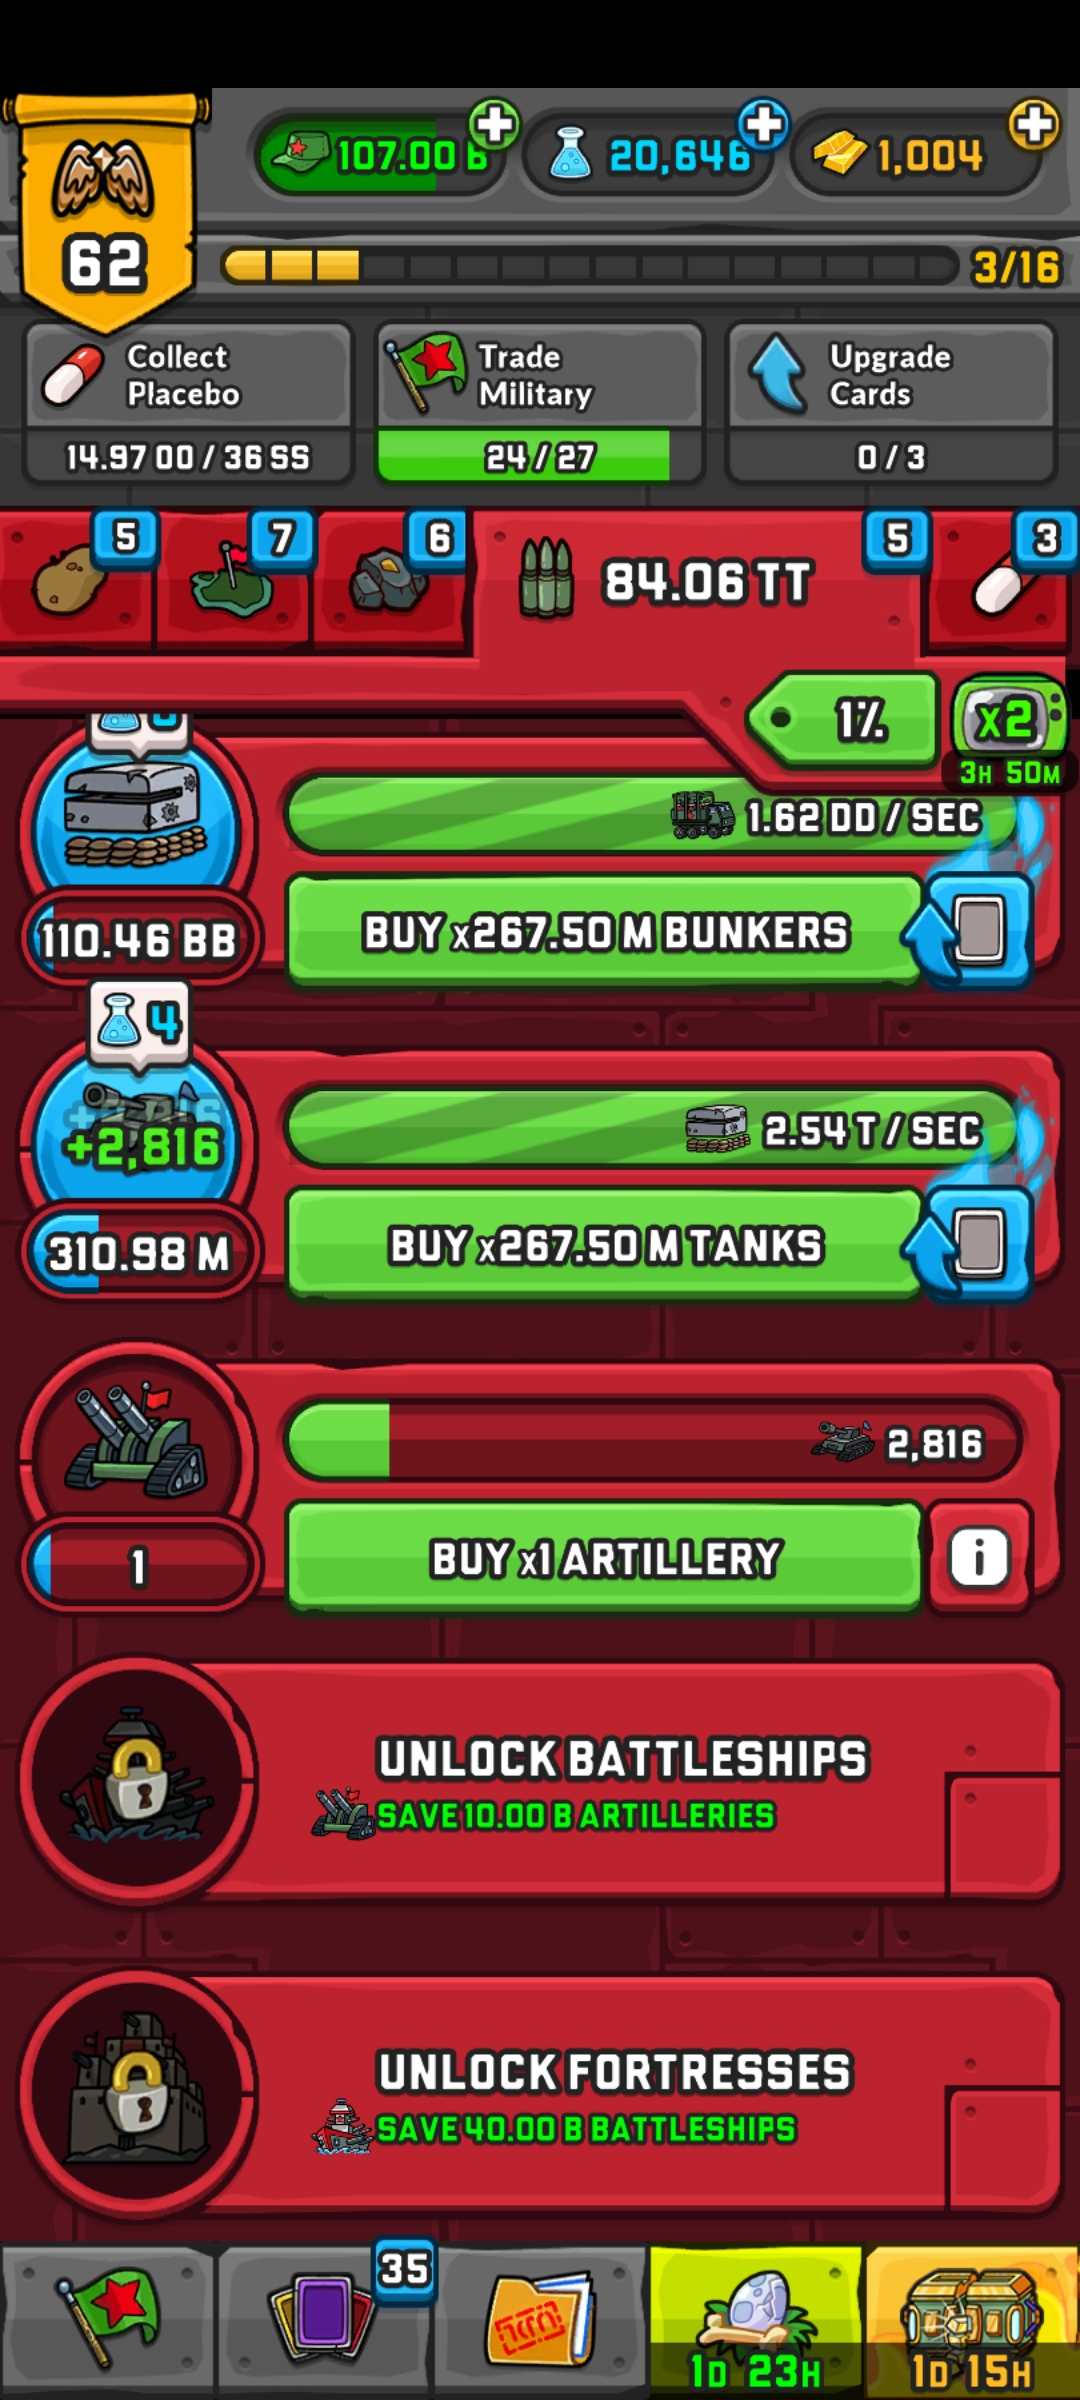 62
107.00 B
20,646
1,004
3/16
Collect
Placebo
14.97 OO / 36 SS
Trade
Military
24 / 27
Upgrade
Cards
0 / 3
5
7
6
84.06 TT
5
3
1%
x2
3H 50M
1.62 DD / SEC
110.46 BB
BUY x267.50 M BUNKERS
4
+2,816
2.54 T / SEC
310.98 M
BUY x267.50 M TANKS
2,816
1
BUY x1 ARTILLERY
i
UNLOCK BATTLESHIPS
SAVE 10.00 B ARTILLERIES
UNLOCK FORTRESSES
SAVE 40.00 B BATTLESHIPS
35
1D 23H
1D 15H